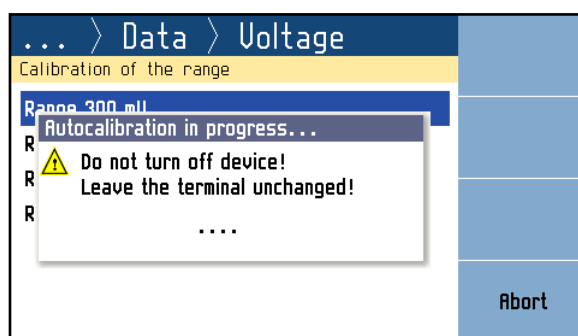 ... 〉 Data 〉 Voltage
Calibration of the range
Range 300 mV
Autocalibration in progress...
R
Do not turn off device!
R
Leave the terminal unchanged!
R
....
Abort